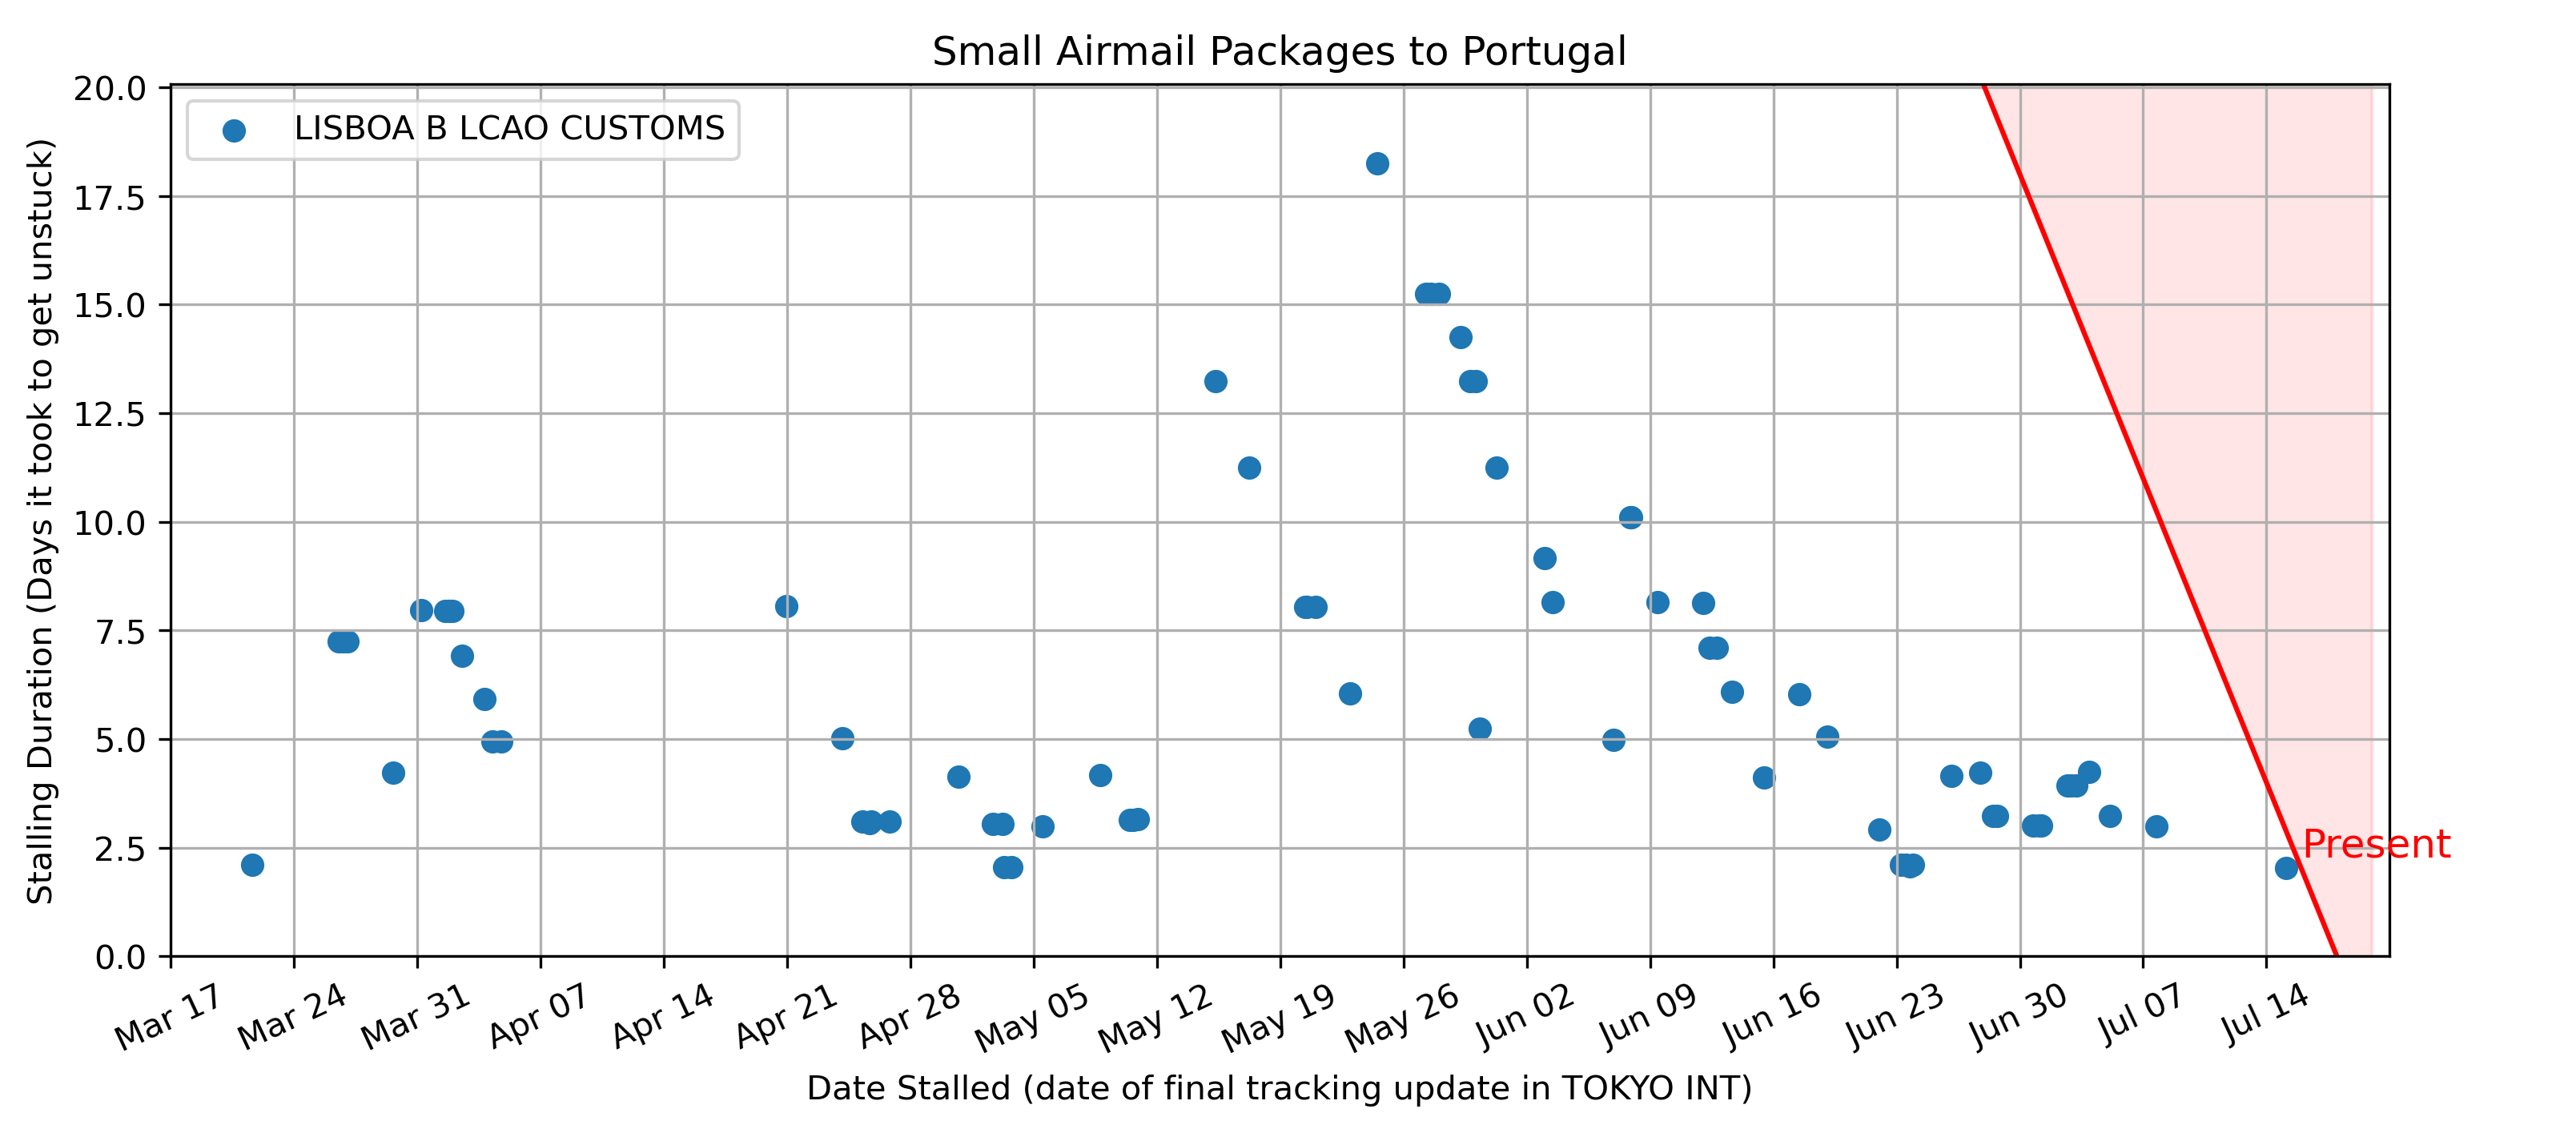 Small Airmail Packages to Portugal
LISBOA B LCAO CUSTOMS
Stalling Duration (Days it took to get unstuck)
20.0
17.5
15.0
12.5
10.0
7.5
5.0
2.5
0.0
Present
Mar 17
Mar 24
Mar 31
Apr 07
Apr 14
Apr 21
Apr 28
May 05
May 12
May 19
May 26
Jun 02
Jun 09
Jun 16
Jun 23
Jun 30
Jul 07
Jul 14
Date Stalled (date of final tracking update in TOKYO INT)